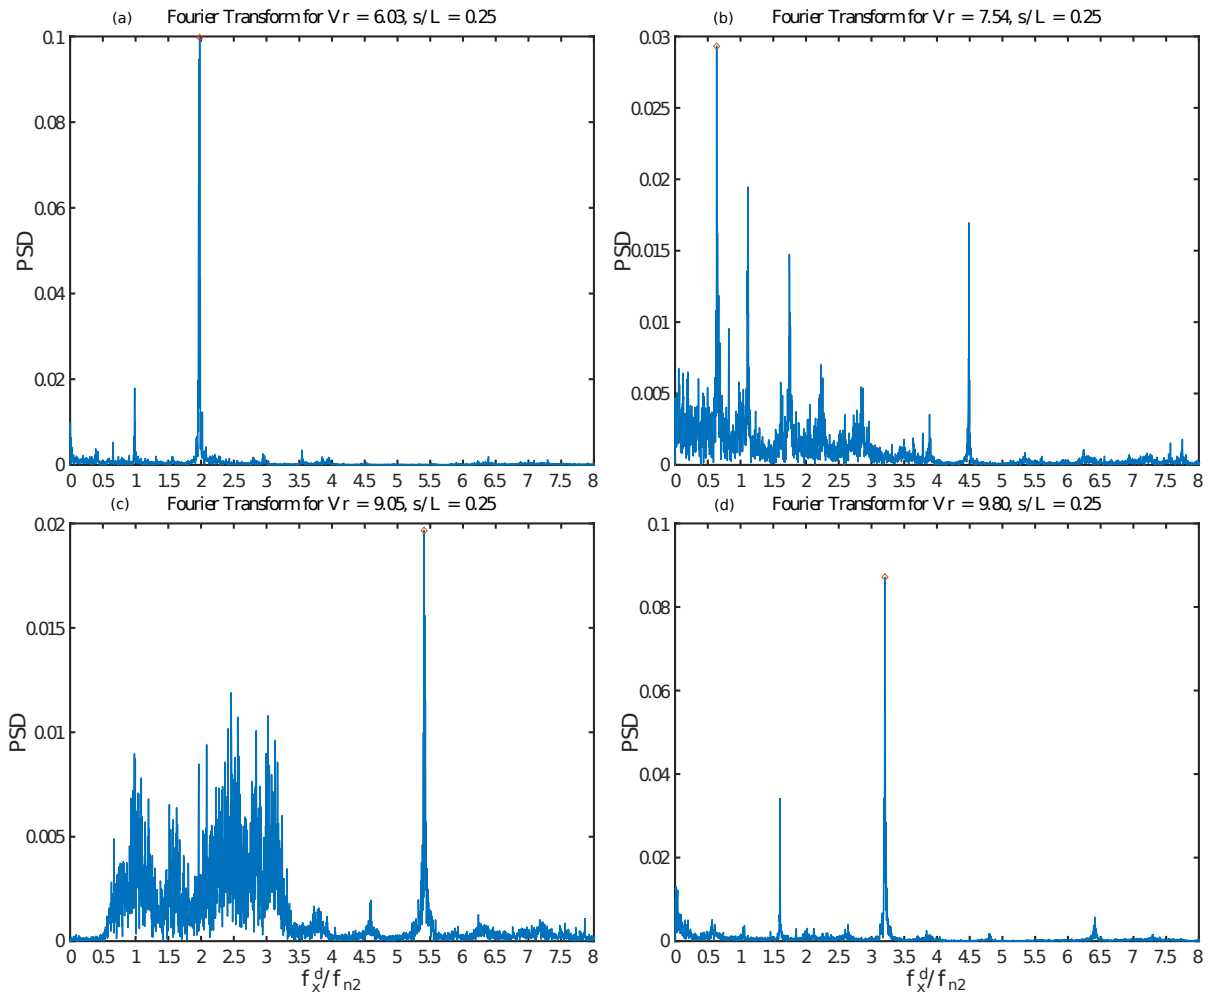 (a) Fourier Transform for Vr = 6.03, s/L = 0.25
(b) Fourier Transform for Vr = 7.54, s/L = 0.25
0.1
0.08
0.06
0.04
0.02
0
PSD
0 0.5 1 1.5 2 2.5 3 3.5 4 4.5 5 5.5 6 6.5 7 7.5 8
0.03
0.025
0.02
0.015
0.01
0.005
0
PSD
0 0.5 1 1.5 2 2.5 3 3.5 4 4.5 5 5.5 6 6.5 7 7.5 8
(c) Fourier Transform for Vr = 9.05, s/L = 0.25
(d) Fourier Transform for Vr = 9.80, s/L = 0.25
0.02
0.015
0.01
0.005
0
PSD
0 0.5 1 1.5 2 2.5 3 3.5 4 4.5 5 5.5 6 6.5 7 7.5 8
f_x^d/f_n2
0.1
0.08
0.06
0.04
0.02
0
PSD
0 0.5 1 1.5 2 2.5 3 3.5 4 4.5 5 5.5 6 6.5 7 7.5 8
f_x^d/f_n2